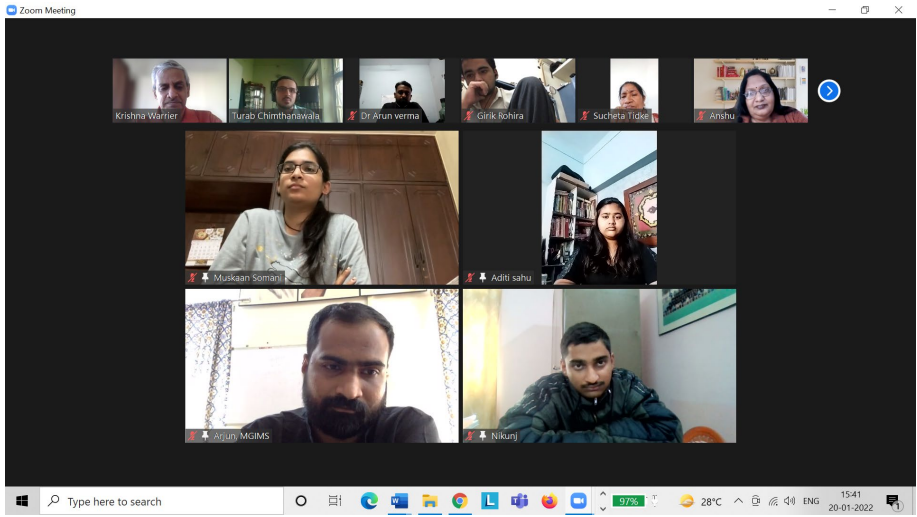 Zoom Meeting
Krishna Warrier
Turab Chimthanawala
Dr Arun verma
Girik Rohira
Sucheta Tidke
Anshu
Muskaan Somani
Aditi sahu
Arjun, MGIMS
Nikunj
Type here to search
97%
28°C
ENG
15:41
20-01-2022
1